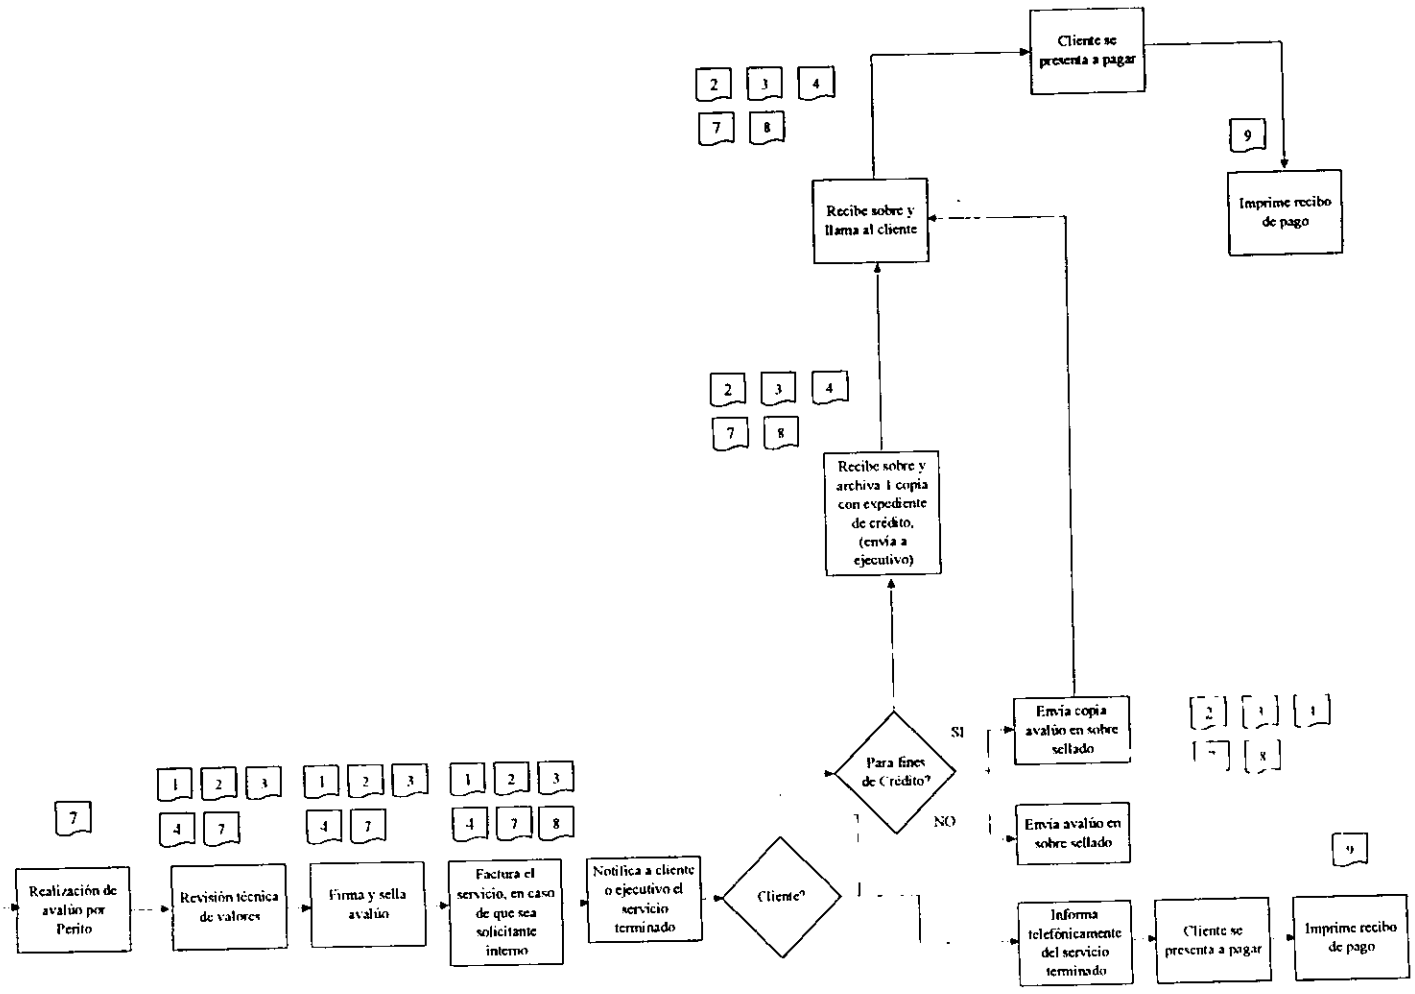 Cliente se
presenta a pagar
2 3 4
7 8
9
Imprime recibo
de pago
Recibe sobre y
llama al cliente
2 3 4
7 8
Recibe sobre y
archiva 1 copia
con expediente
de crédito,
(envía a
ejecutivo)
Para fines
de Crédito?
SI
NO
Envía copia
avalúo en sobre
sellado
2 3 4
7 8
Envía avalúo en
sobre sellado
7
1 2 3
4 7
1 2 3
4 7
1 2 3
4 7 8
9
Realización de
avalúo por
Perito
Revisión técnica
de valores
Firma y sella
avalúo
Factura el
servicio, en caso
de que sea
solicitante
interno
Notifica a cliente
o ejecutivo el
servicio
terminado
Cliente?
Informa
telefónicamente
del servicio
terminado
Cliente se
presenta a pagar
Imprime recibo
de pago